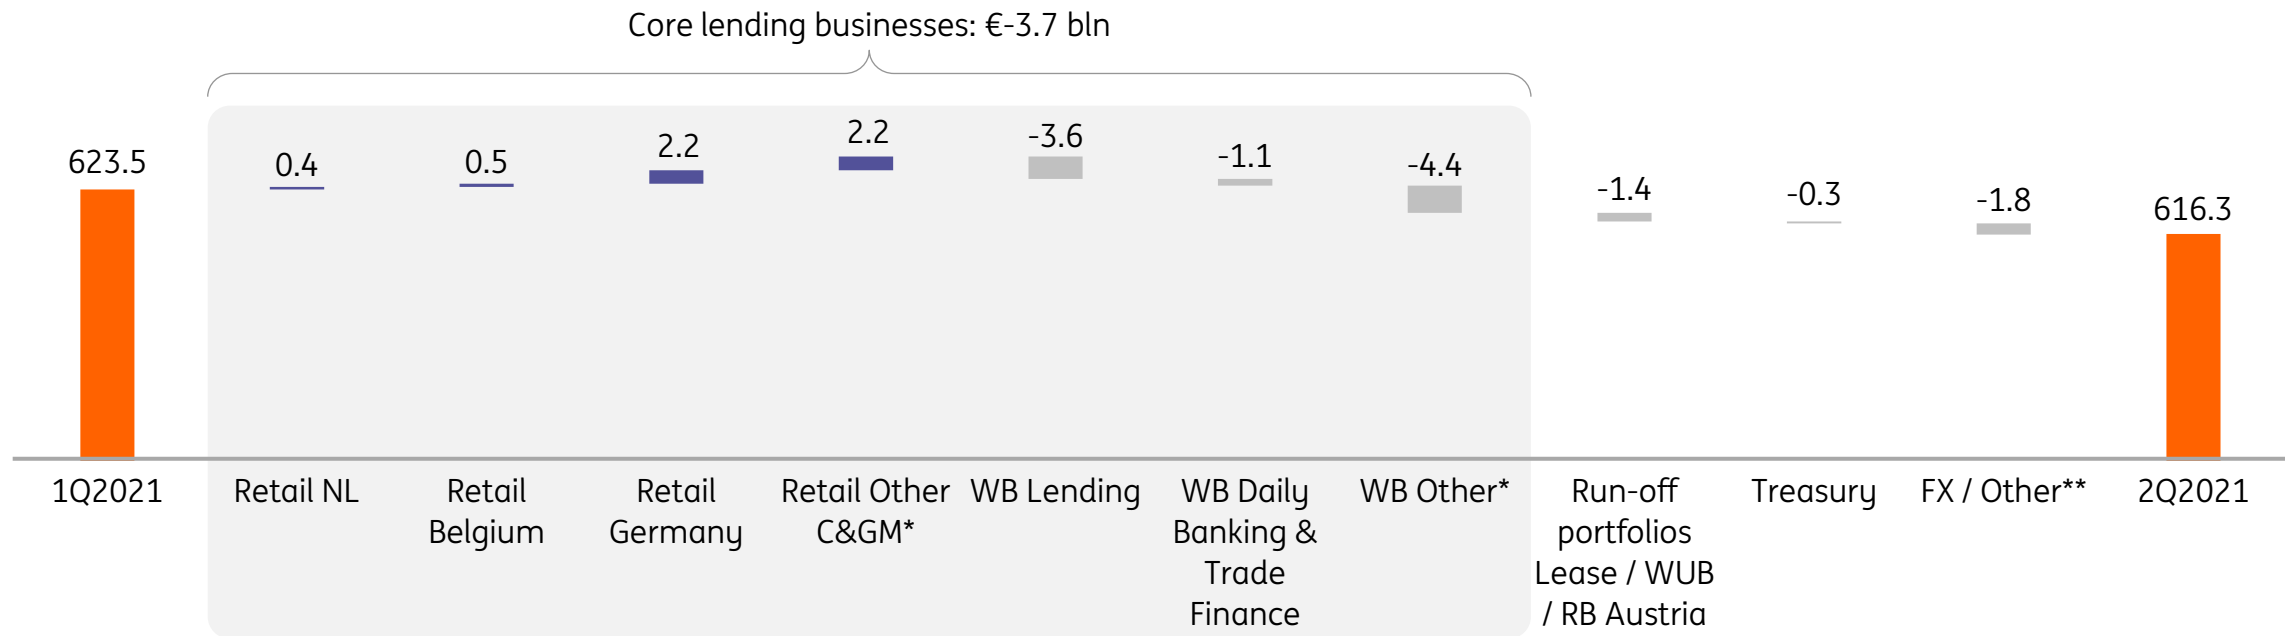 Core lending businesses: €-3.7 bln
623.5
0.4
0.5
2.2
2.2
-3.6
-1.1
-4.4
-1.4
-0.3
-1.8
616.3
1Q2021
Retail NL
Retail
Belgium
Retail
Germany
Retail Other
C&GM*
WB Lending
WB Daily
Banking &
Trade
Finance
WB Other*
Run-off
portfolios
Lease / WUB
/ RB Austria
Treasury
FX / Other**
2Q2021